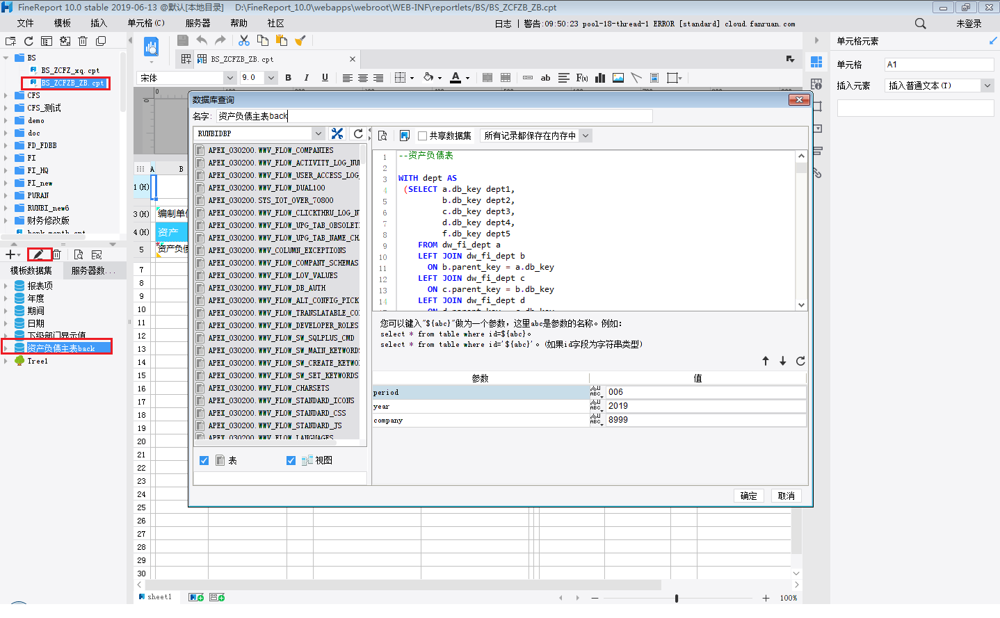 FineReport 10.0 stable 2019-06-13 @默认[本地目录] D:\FineReport_10.0\webapps\webroot\WEB-INF\reportlets/BS/BS_ZCFZB_ZB.cpt
文件 模板 插入 单元格(C) 服务器 帮助 社区
日志 | 警告:09:50:23 pool-18-thread-1 ERROR [standard] cloud.fanruan.com
未登录
BS
BS_ZCFZ_xq.cpt
BS_ZCFZB_ZB.cpt
CFS
CFS_测试
demo
doc
FD_FDBB
FI
FI_HQ
FI_new
PURAN
RUNBI_new6
财务修改版
bank_month.cpt
模板数据集 服务器数...
报表项
年度
期间
日期
下级部门显示值
资产负债主表back
Tree1
BS_ZCFZB_ZB.cpt
宋体 9.0 B I U ab A F(x)
0
A B
1(H)
3(H) 编制单位
4(H) 资产
5 资产负债
7
8
9
10
11
12
13
14
15
16
17
18
19
20
21
22
23
24
25
26
27
28
29
30
sheet1
100%
数据库查询
名字: 资产负债主表back
RUNBIDBP
APEX_030200.WWV_FLOW_COMPANIES
APEX_030200.WWV_FLOW_ACTIVITY_LOG_NUM
APEX_030200.WWV_FLOW_USER_ACCESS_LOG_
APEX_030200.WWV_FLOW_DUAL100
APEX_030200.SYS_IOT_OVER_70800
APEX_030200.WWV_FLOW_CLICKTHRU_LOG_N
APEX_030200.WWV_FLOW_UPG_TAB_OBSOLET
APEX_030200.WWV_FLOW_UPG_TAB_NAME_CH
APEX_030200.WWV_COLUMN_EXCEPTIONS
APEX_030200.WWV_FLOW_COMPANY_SCHEMAS
APEX_030200.WWV_FLOW_LOV_VALUES
APEX_030200.WWV_FLOW_DB_AUTH
APEX_030200.WWV_FLOW_ALT_CONFIG_PICK
APEX_030200.WWV_FLOW_TRANSLATABLE_CO
APEX_030200.WWV_FLOW_DEVELOPER_ROLES
APEX_030200.WWV_FLOW_SW_SQLPLUS_CMD
APEX_030200.WWV_FLOW_SW_MAIN_KEYWORDS
APEX_030200.WWV_FLOW_SW_CREATE_KEYWO
APEX_030200.WWV_FLOW_SW_SET_KEYWORDS
APEX_030200.WWV_FLOW_CHARSETS
APEX_030200.WWV_FLOW_STANDARD_ICONS
APEX_030200.WWV_FLOW_STANDARD_CSS
APEX_030200.WWV_FLOW_STANDARD_JS
APEX_030200.WWV_FLOW_LANGUAGES
表 视图
共享数据集 所有记录都保存在内存中
1 --资产负债表
2
3 WITH dept AS
4 (SELECT a.db_key dept1,
5 b.db_key dept2,
6 c.db_key dept3,
7 d.db_key dept4,
8 f.db_key dept5
9 FROM dw_fi_dept a
10 LEFT JOIN dw_fi_dept b
11 ON b.parent_key = a.db_key
12 LEFT JOIN dw_fi_dept c
13 ON c.parent_key = b.db_key
14 LEFT JOIN dw_fi_dept d
您可以键入"${abc}"做为一个参数，这里abc是参数的名称。例如:
select * from table where id=${abc}。
select * from table where id='${abc}'。(如果id字段为字符串类型)
参数 值
period 006
year 2019
company 8999
确定 取消
单元格元素
单元格 A1
插入元素 插入普通文本(T)